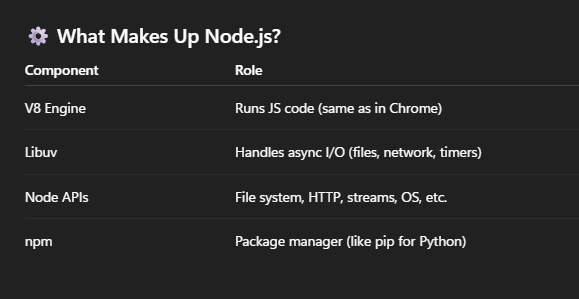 What Makes Up Node.js?
Component Role
V8 Engine Runs JS code (same as in Chrome)
Libuv Handles async I/O (files, network, timers)
Node APIs File system, HTTP, streams, OS, etc.
npm Package manager (like pip for Python)